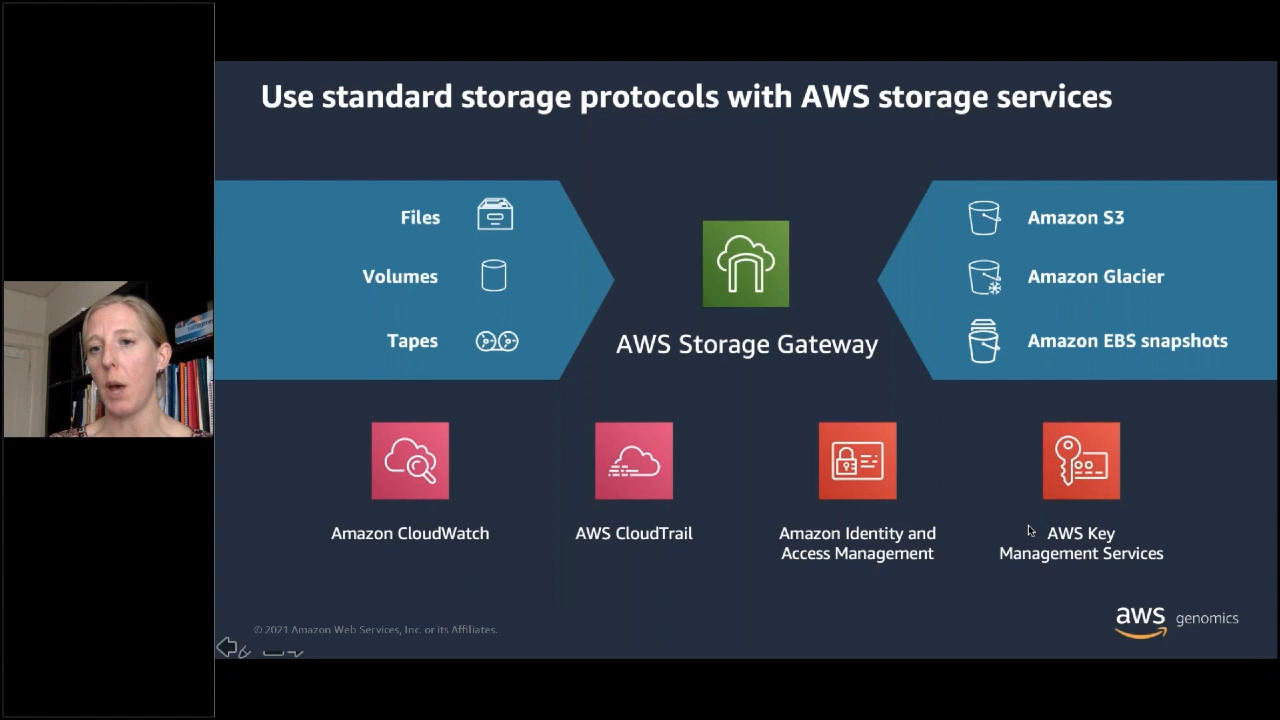 Use standard storage protocols with AWS storage services
Files
Volumes
Tapes
AWS Storage Gateway
Amazon S3
Amazon Glacier
Amazon EBS snapshots
Amazon CloudWatch
AWS CloudTrail
Amazon Identity and
Access Management
AWS Key
Management Services
© 2021 Amazon Web Services, Inc. or its Affiliates.
aws genomics